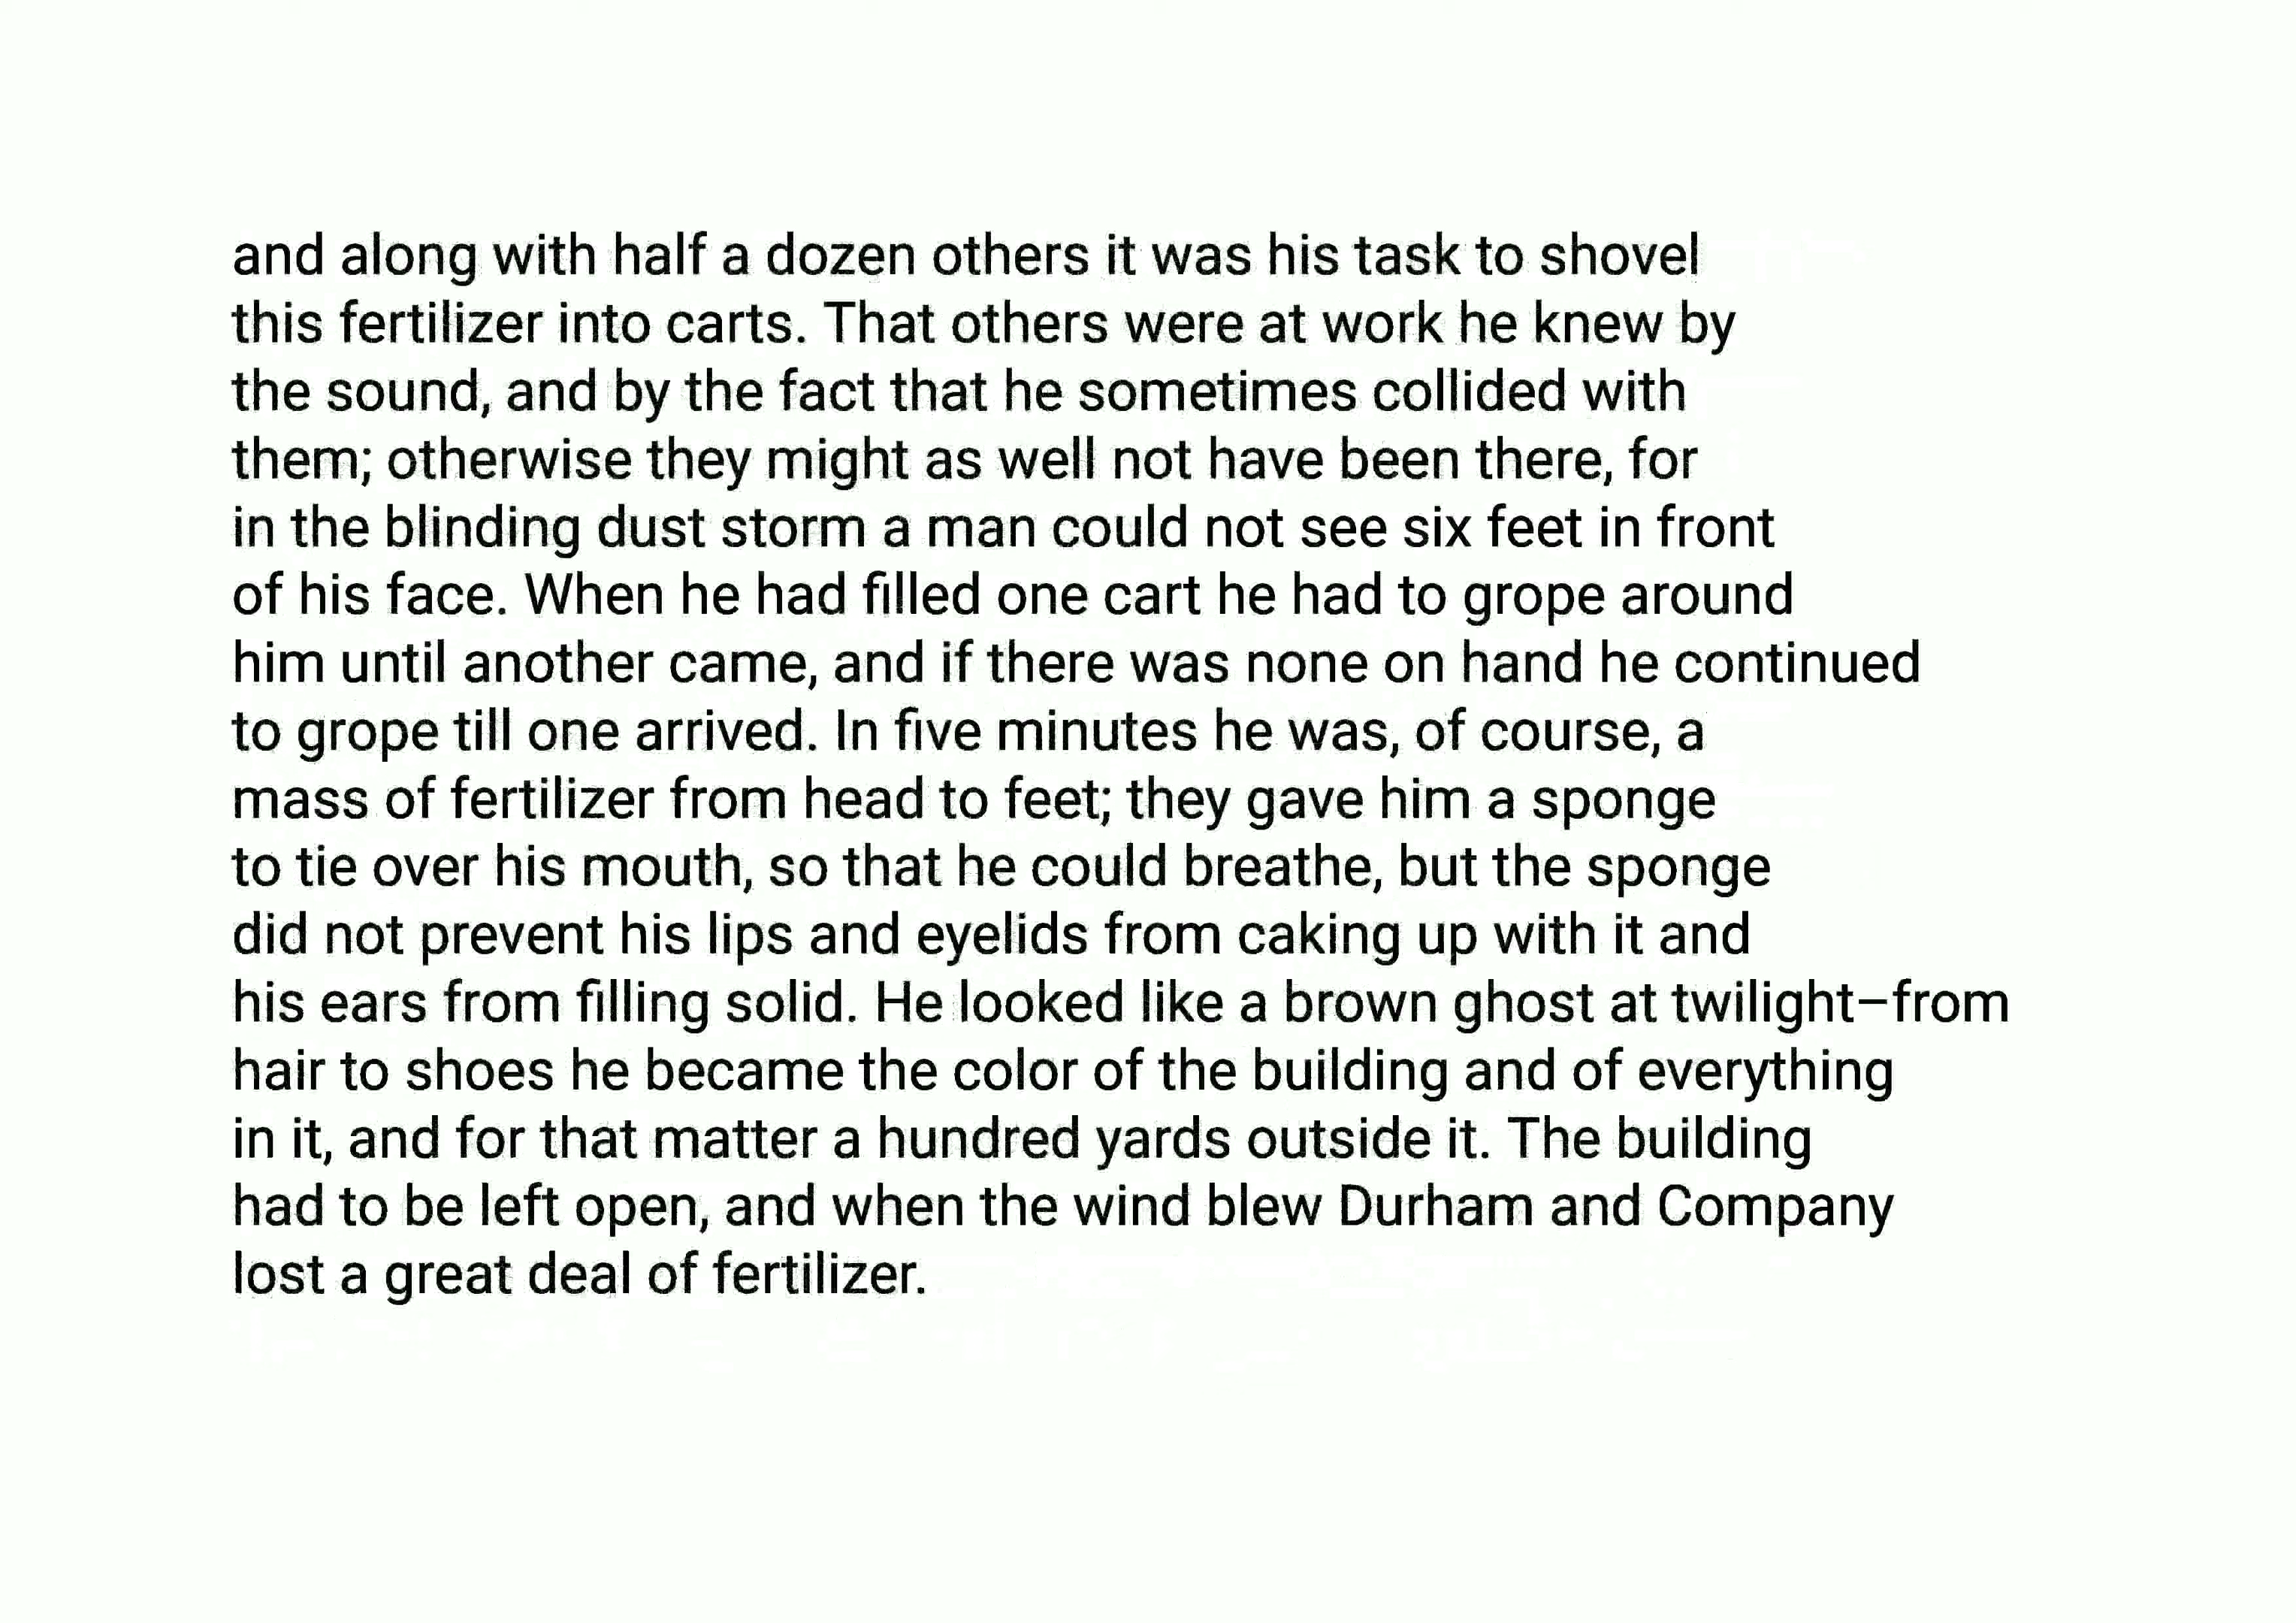 and along with half a dozen others it was his task to shovel
this fertilizer into carts. That others were at work he knew by
the sound, and by the fact that he sometimes collided with
them; otherwise they might as well not have been there, for
in the blinding dust storm a man could not see six feet in front
of his face. When he had filled one cart he had to grope around
him until another came, and if there was none on hand he continued
to grope till one arrived. In five minutes he was, of course, a
mass of fertilizer from head to feet; they gave him a sponge
to tie over his mouth, so that he could breathe, but the sponge
did not prevent his lips and eyelids from caking up with it and
his ears from filling solid. He looked like a brown ghost at twilight–from
hair to shoes he became the color of the building and of everything
in it, and for that matter a hundred yards outside it. The building
had to be left open, and when the wind blew Durham and Company
lost a great deal of fertilizer.